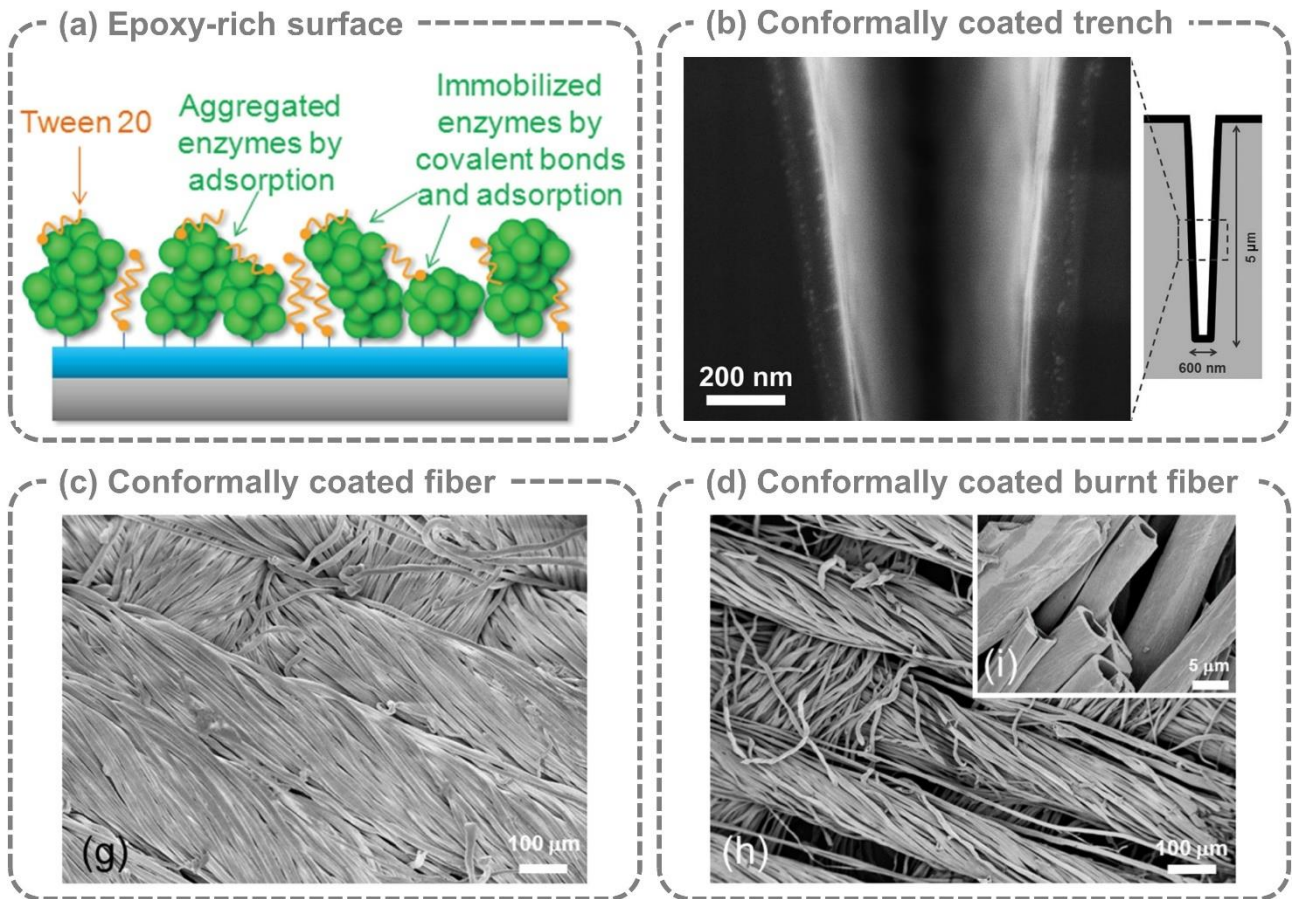 (a) Epoxy-rich surface
Tween 20
Aggregated
enzymes by
adsorption
Immobilized
enzymes by
covalent bonds
and adsorption
(b) Conformally coated trench
200 nm
5 μm
600 nm
(c) Conformally coated fiber
(g)
100 μm
(d) Conformally coated burnt fiber
(i)
5 μm
(h)
100 μm